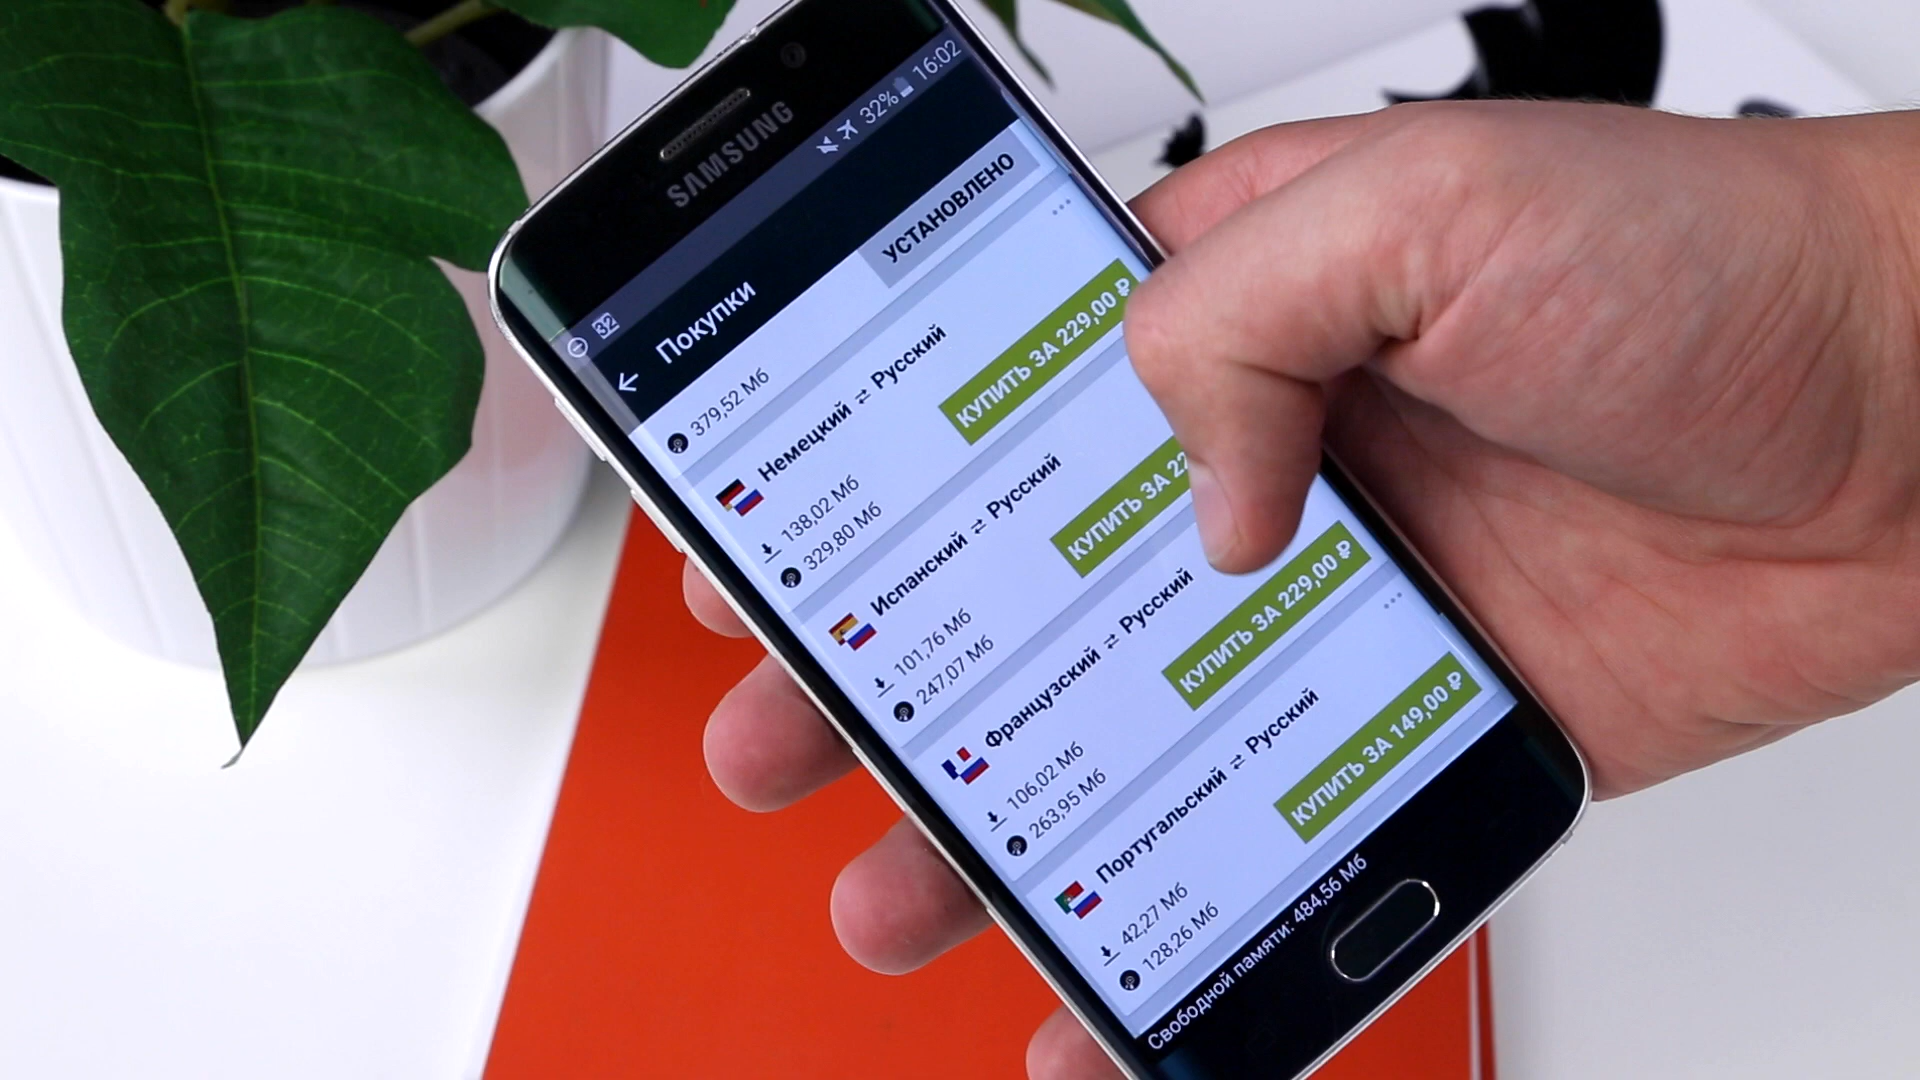 SAMSUNG
32 32% 16:02
Покупки
УСТАНОВЛЕНО
379,52 Мб
Немецкий ⇄ Русский
КУПИТЬ ЗА 229,00 ₽
138,02 Мб
329,80 Мб
Испанский ⇄ Русский
КУПИТЬ ЗА 22
101,76 Мб
247,07 Мб
Французский ⇄ Русский
КУПИТЬ ЗА 229,00 ₽
106,02 Мб
263,95 Мб
Португальский ⇄ Русский
КУПИТЬ ЗА 149,00 ₽
42,27 Мб
128,26 Мб
Свободной памяти: 484,56 Мб